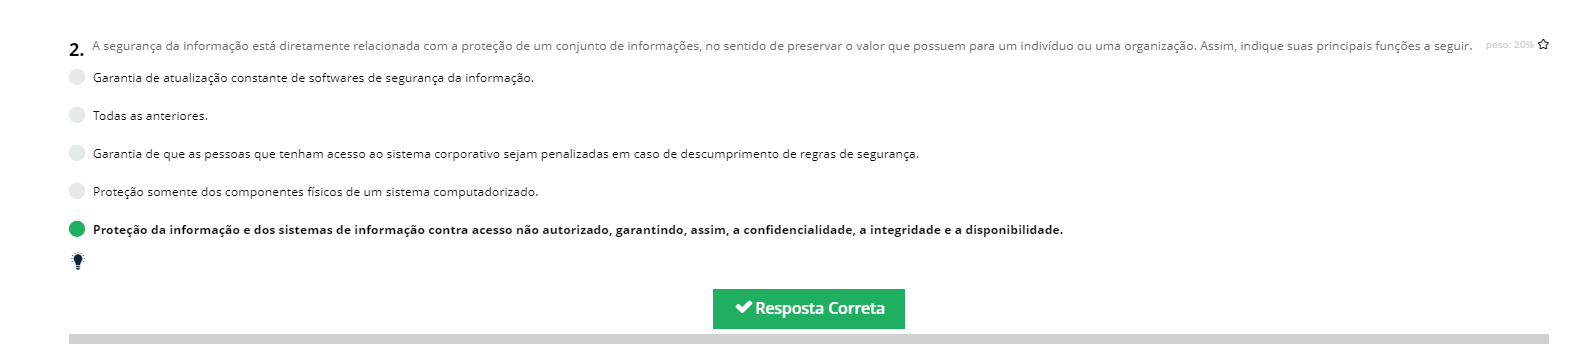 2. A segurança da informação está diretamente relacionada com a proteção de um conjunto de informações, no sentido de preservar o valor que possuem para um indivíduo ou uma organização. Assim, indique suas principais funções a seguir. peso: 20%
Garantia de atualização constante de softwares de segurança da informação.
Todas as anteriores.
Garantia de que as pessoas que tenham acesso ao sistema corporativo sejam penalizadas em caso de descumprimento de regras de segurança.
Proteção somente dos componentes físicos de um sistema computadorizado.
Proteção da informação e dos sistemas de informação contra acesso não autorizado, garantindo, assim, a confidencialidade, a integridade e a disponibilidade.
Resposta Correta